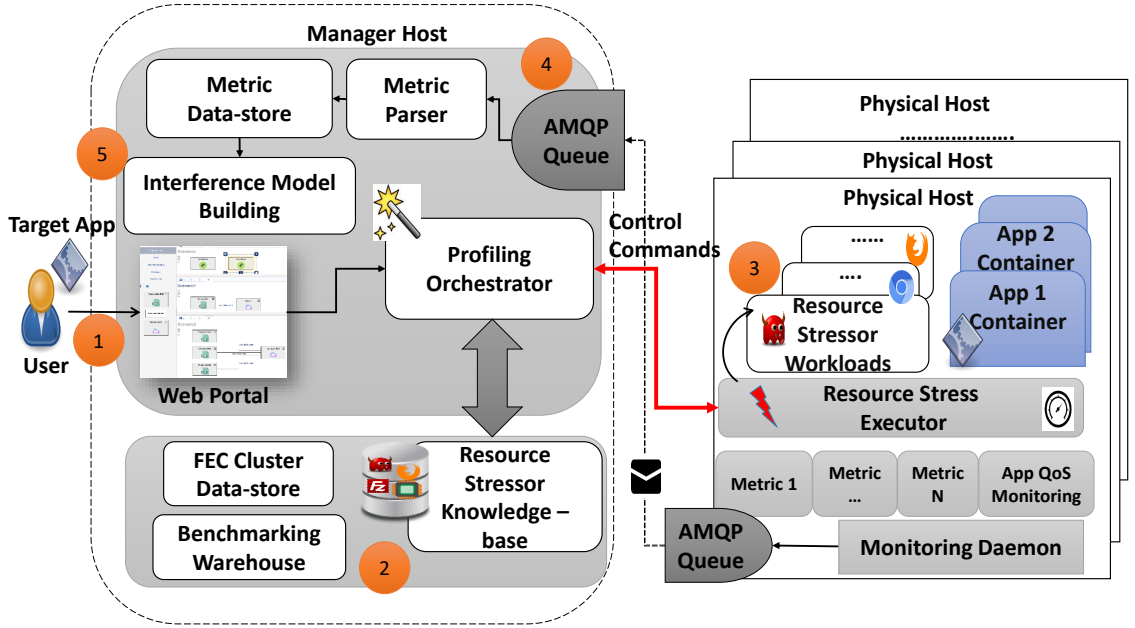 Manager Host
4
Metric
Data-store
Metric
Parser
AMQP
Queue
5
Interference Model
Building
Target App
User
1
Web Portal
Profiling
Orchestrator
Control
Commands
FEC Cluster
Data-store
Benchmarking
Warehouse
Resource
Stressor
Knowledge –
base
Fz
2
Physical Host
……………………
Physical Host
Physical Host
3
……
….
Resource
Stressor
Workloads
App 2
Container
App 1
Container
Resource Stress
Executor
Metric 1
Metric
…
Metric
N
App QoS
Monitoring
AMQP
Queue
Monitoring Daemon